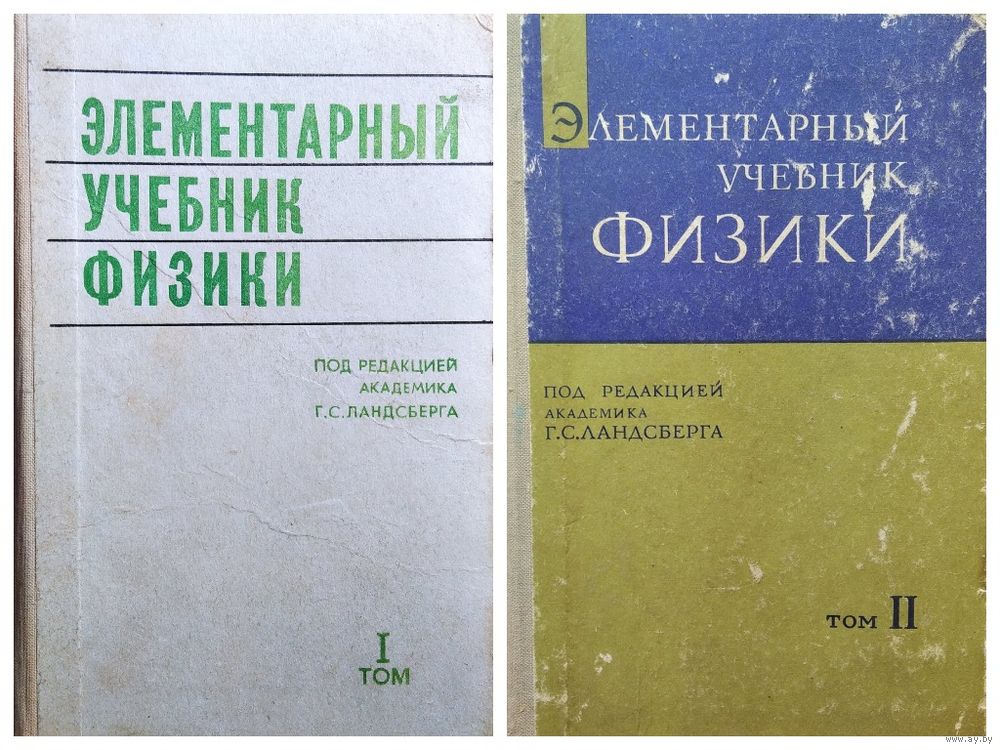 ЭЛЕМЕНТАРНЫЙ
УЧЕБНИК
ФИЗИКИ
ПОД РЕДАКЦИЕЙ
АКАДЕМИКА
Г.С.ЛАНДСБЕРГА
I
ТОМ
ЭЛЕМЕНТАРНЫЙ
УЧЕБНИК
ФИЗИКИ
ПОД РЕДАКЦИЕЙ
АКАДЕМИКА
Г.С.ЛАНДСБЕРГА
ТОМ II
www.ay.by